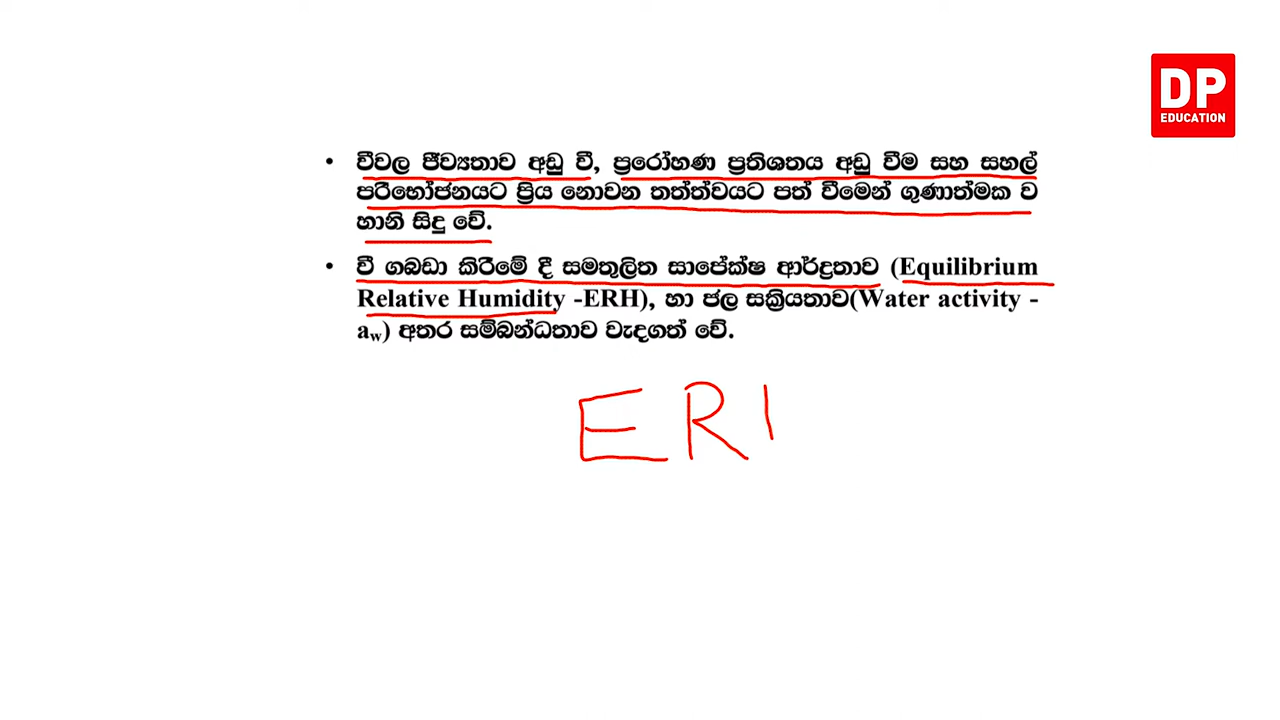 DP
EDUCATION
• වීවල ජීව්‍යතාව අඩු වී, ප්‍රරෝහණ ප්‍රතිශතය අඩු වීම සහ සහල්
පරිභෝජනයට ප්‍රිය නොවන තත්ත්වයට පත් වීමෙන් ගුණාත්මක ව
හානි සිදු වේ.
• වී ගබඩා කිරීමේ දී සමතුලිත සාපේක්ෂ ආර්ද්‍රතාව (Equilibrium
Relative Humidity -ERH), හා ජල සක්‍රියතාව(Water activity -
aw) අතර සම්බන්ධතාව වැදගත් වේ.
ERI